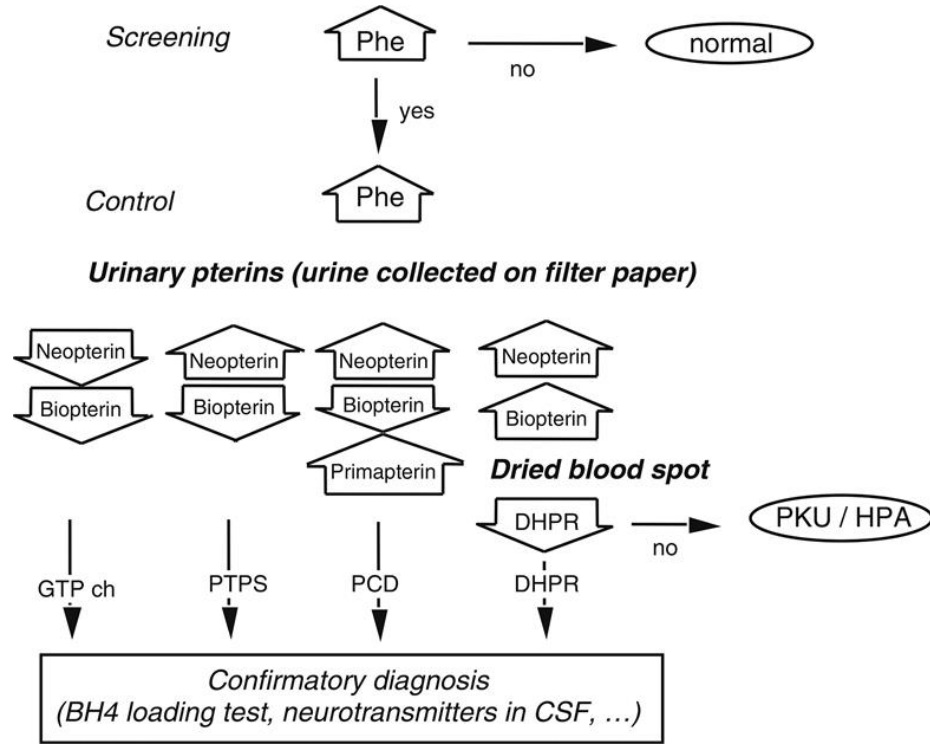 Screening Phe normal
no
yes
Control Phe
Urinary pterins (urine collected on filter paper)
Neopterin Neopterin Neopterin Neopterin
Biopterin Biopterin Biopterin Biopterin
Primapterin Dried blood spot
DHPR PKU / HPA
no
GTP ch PTPS PCD DHPR
Confirmatory diagnosis
(BH4 loading test, neurotransmitters in CSF, …)